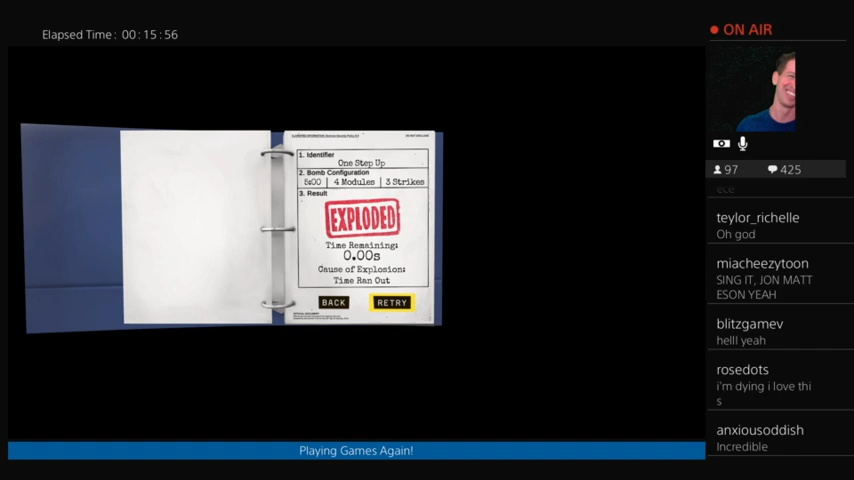 Elapsed Time: 00:15:56
ON AIR
97
425
ece
teylor_richelle
Oh god
miacheezytoon
SING IT, JON MATT
ESON YEAH
blitzgamev
helll yeah
rosedots
i'm dying i love thi
s
anxiousoddish
Incredible
1. Identifier
One Step Up
2. Bomb Configuration
5:00 | 4 Modules | 3 Strikes
3. Result
EXPLODED
Time Remaining:
0.00s
Cause of Explosion:
Time Ran Out
BACK
RETRY
Playing Games Again!